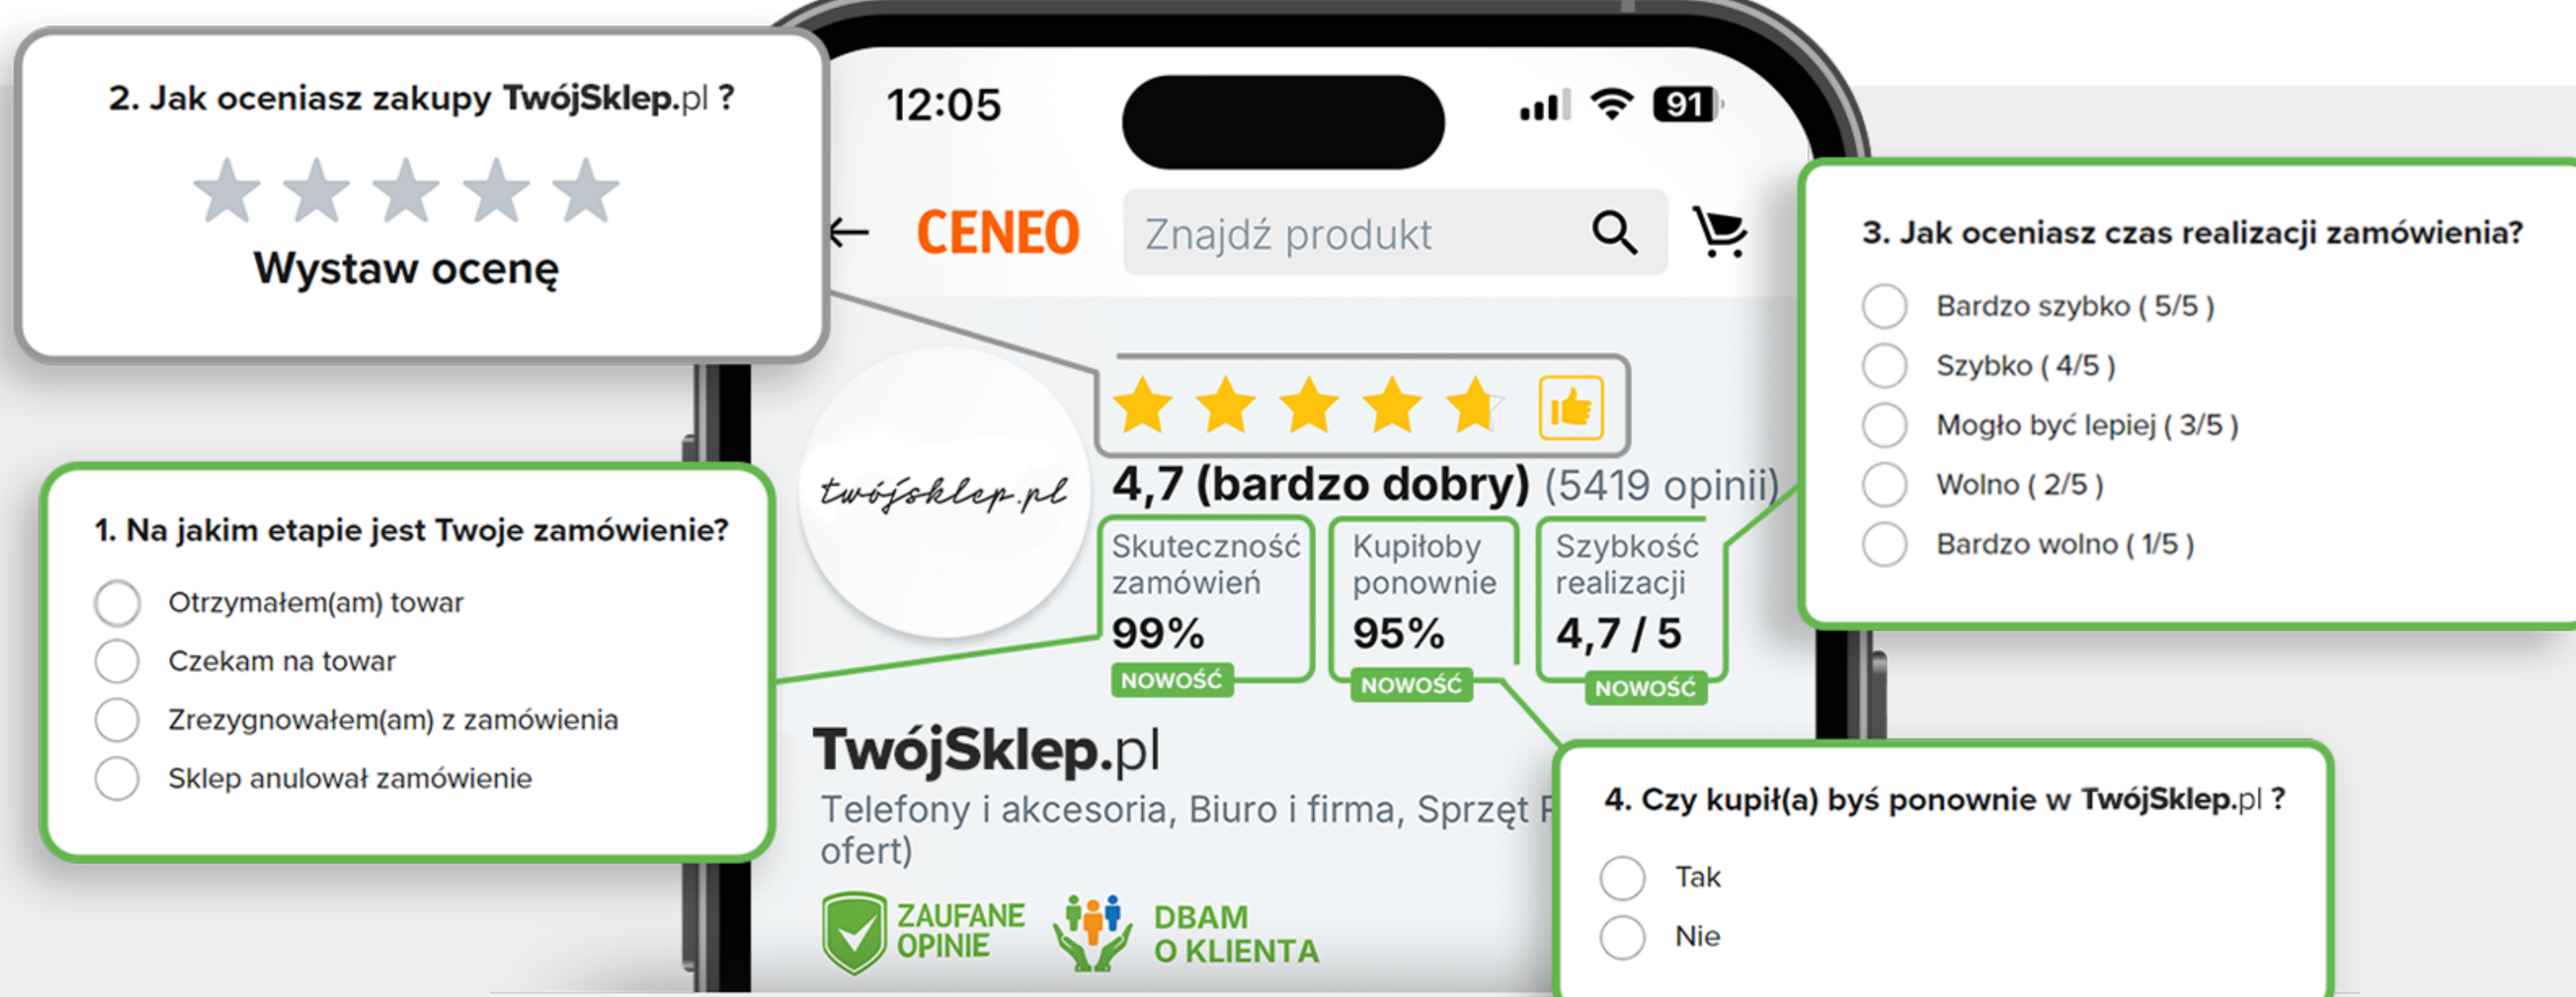 2. Jak oceniasz zakupy TwójSklep.pl ?
Wystaw ocenę
1. Na jakim etapie jest Twoje zamówienie?
Otrzymałem(am) towar
Czekam na towar
Zrezygnowałem(am) z zamówienia
Sklep anulował zamówienie
12:05
91
CENEO
Znajdź produkt
twójsklep.pl
4,7 (bardzo dobry) (5419 opinii)
Skuteczność
zamówień
99%
NOWOŚĆ
Kupiłoby
ponownie
95%
NOWOŚĆ
Szybkość
realizacji
4,7 / 5
NOWOŚĆ
TwójSklep.pl
Telefony i akcesoria, Biuro i firma, Sprzęt
ofert)
ZAUFANE
OPINIE
DBAM
O KLIENTA
3. Jak oceniasz czas realizacji zamówienia?
Bardzo szybko ( 5/5 )
Szybko ( 4/5 )
Mogło być lepiej ( 3/5 )
Wolno ( 2/5 )
Bardzo wolno ( 1/5 )
4. Czy kupił(a) byś ponownie w TwójSklep.pl ?
Tak
Nie